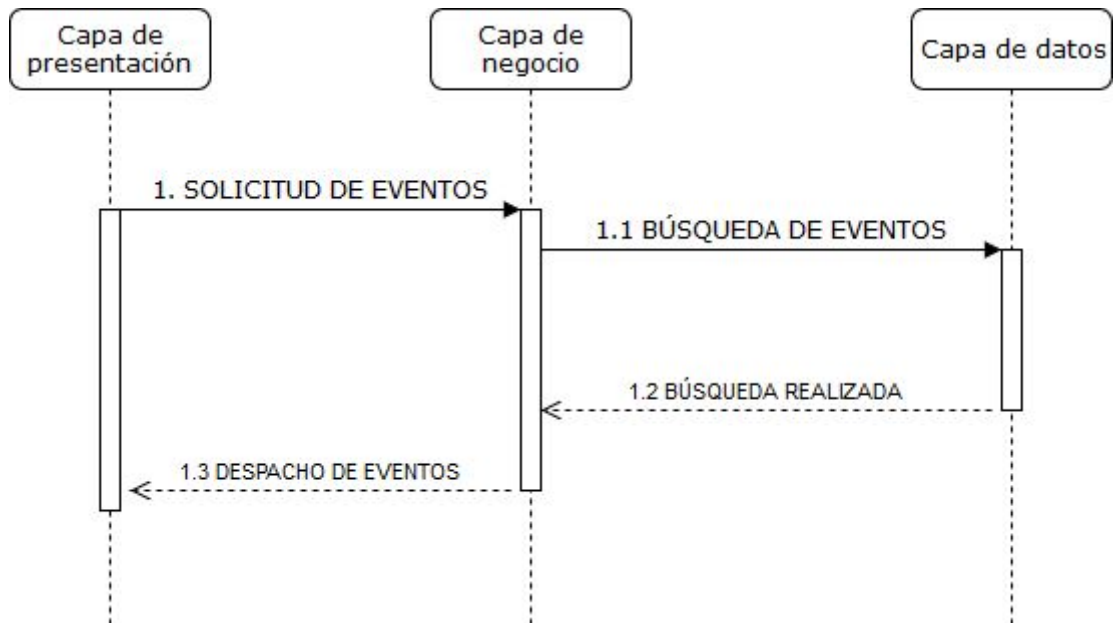 Capa de
presentación
Capa de
negocio
Capa de datos
1. SOLICITUD DE EVENTOS
1.1 BÚSQUEDA DE EVENTOS
1.2 BÚSQUEDA REALIZADA
1.3 DESPACHO DE EVENTOS